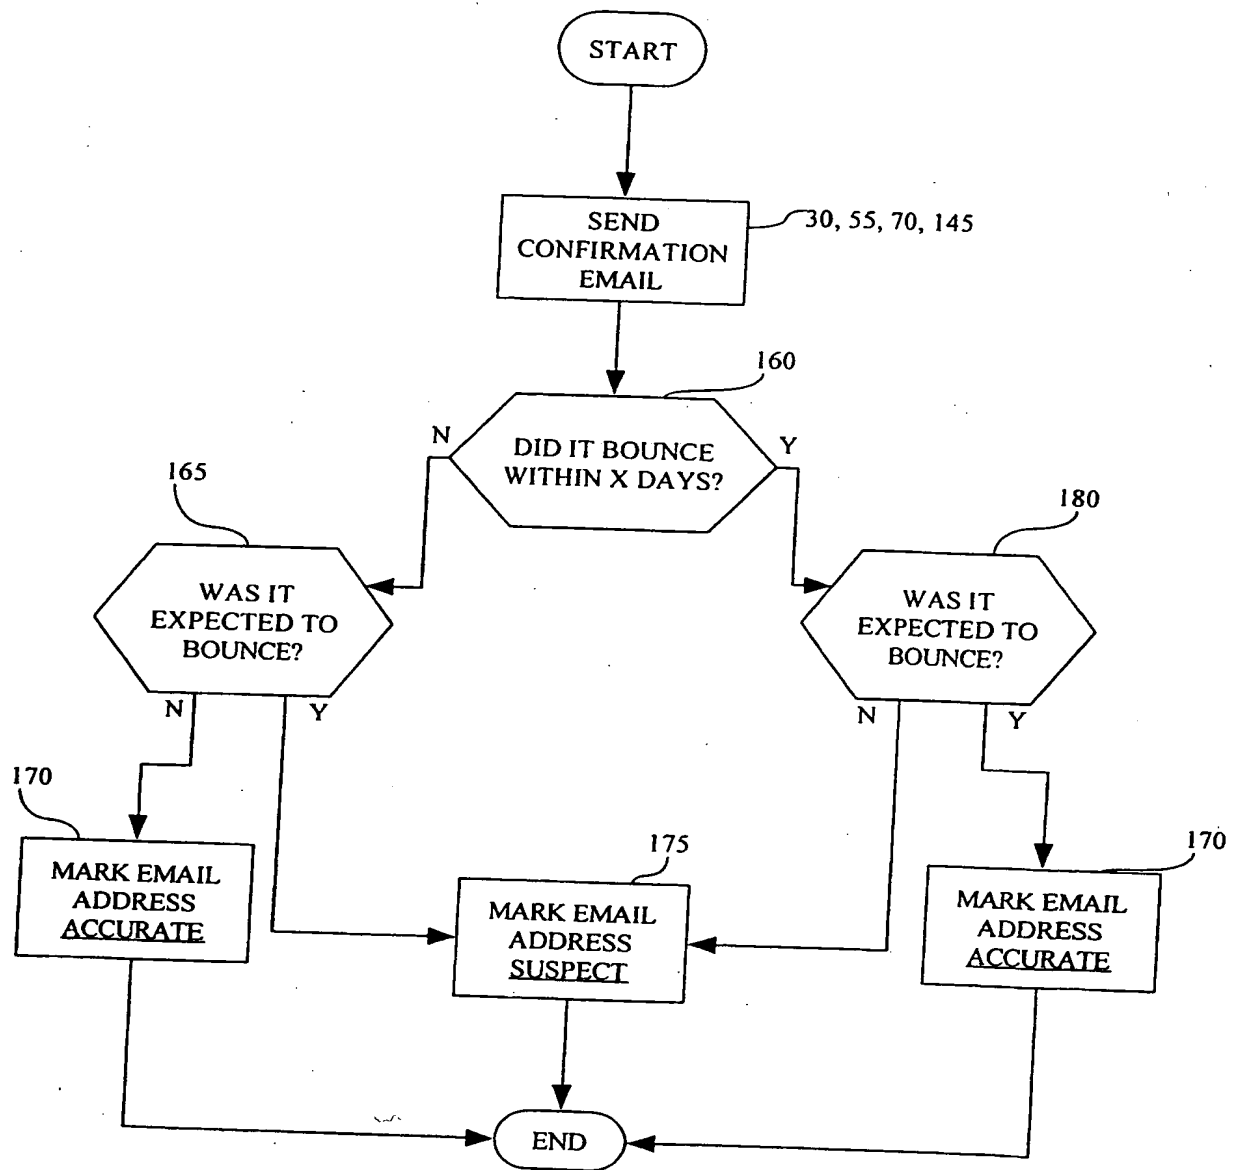 START
SEND
CONFIRMATION
EMAIL
30, 55, 70, 145
160
N
DID IT BOUNCE
WITHIN X DAYS?
Y
165
WAS IT
EXPECTED TO
BOUNCE?
N
Y
180
WAS IT
EXPECTED TO
BOUNCE?
N
Y
170
MARK EMAIL
ADDRESS
ACCURATE
175
MARK EMAIL
ADDRESS
SUSPECT
170
MARK EMAIL
ADDRESS
ACCURATE
END